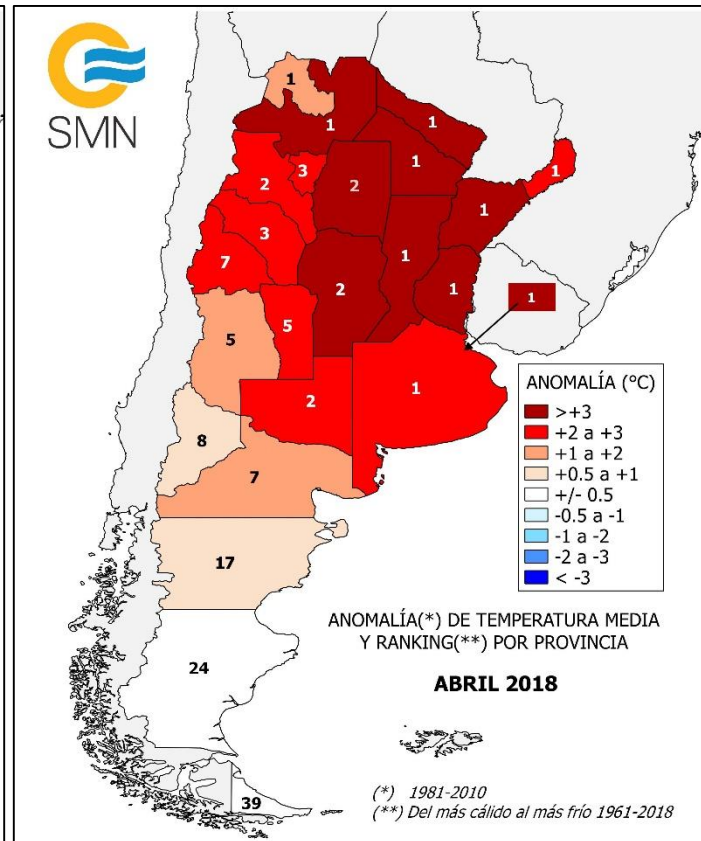 SMN
1
1
1
1
1
2
3
2
3
1
7
1
1
2
1
5
5
1
2
8
7
17
24
39
ANOMALÍA (°C)
>+3
+2 a +3
+1 a +2
+0.5 a +1
+/- 0.5
-0.5 a -1
-1 a -2
-2 a -3
< -3
ANOMALÍA(*) DE TEMPERATURA MEDIA
Y RANKING(**) POR PROVINCIA
ABRIL 2018
(*) 1981-2010
(**) Del más cálido al más frío 1961-2018